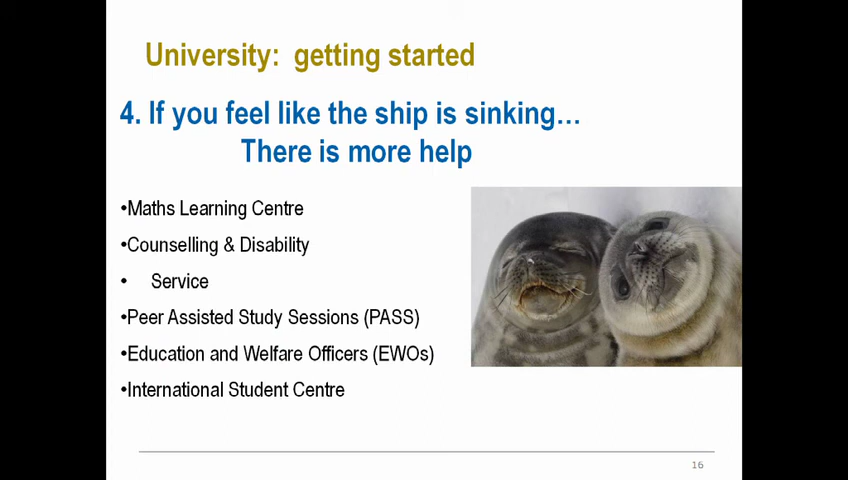 University:  getting started
4. If you feel like the ship is sinking…
There is more help
•Maths Learning Centre
•Counselling & Disability
•    Service
•Peer Assisted Study Sessions (PASS)
•Education and Welfare Officers (EWOs)
•International Student Centre
16